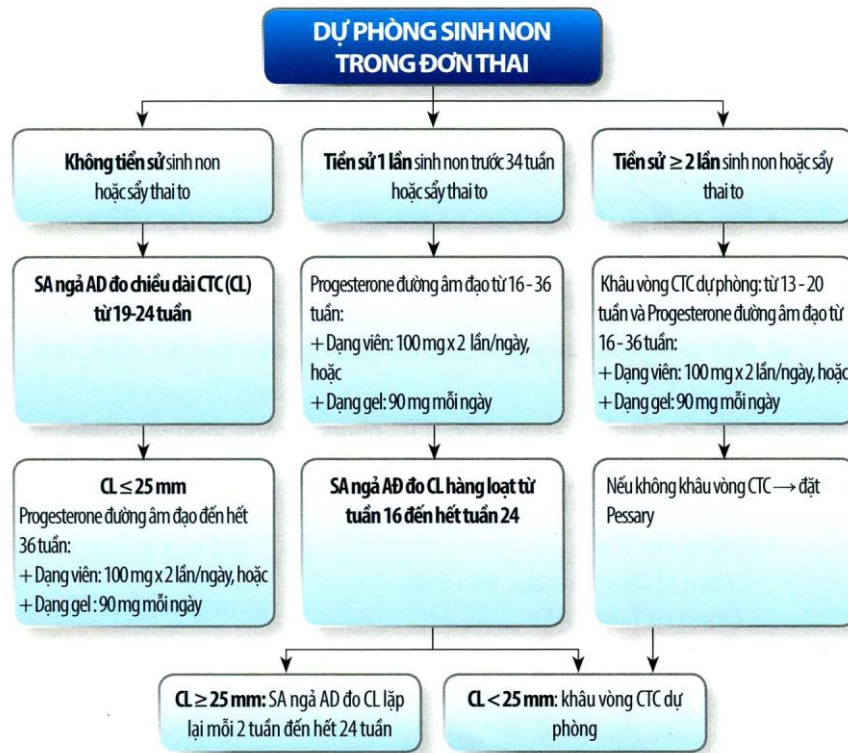 DỰ PHÒNG SINH NON
TRONG ĐƠN THAI
Không tiền sử sinh non
hoặc sẩy thai to
Tiền sử 1 lần sinh non trước 34 tuần
hoặc sẩy thai to
Tiền sử ≥ 2 lần sinh non hoặc sẩy
thai to
SA ngả AD đo chiều dài CTC (CL)
từ 19-24 tuần
Progesterone đường âm đạo từ 16 - 36
tuần:
+ Dạng viên: 100 mg x 2 lần/ngày,
hoặc
+ Dạng gel: 90 mg mỗi ngày
Khâu vòng CTC dự phòng: từ 13 - 20
tuần và Progesterone đường âm đạo từ
16 - 36 tuần:
+ Dạng viên: 100 mg x 2 lần/ngày, hoặc
+ Dạng gel: 90 mg mỗi ngày
CL ≤ 25 mm
Progesterone đường âm đạo đến hết
36 tuần:
+ Dạng viên: 100 mg x 2 lần/ngày, hoặc
+ Dạng gel : 90 mg mỗi ngày
SA ngả AĐ đo CL hàng loạt từ
tuần 16 đến hết tuần 24
Nếu không khâu vòng CTC → đặt
Pessary
CL ≥ 25 mm: SA ngả AD đo CL lặp
lại mỗi 2 tuần đến hết 24 tuần
CL < 25 mm: khâu vòng CTC dự
phòng